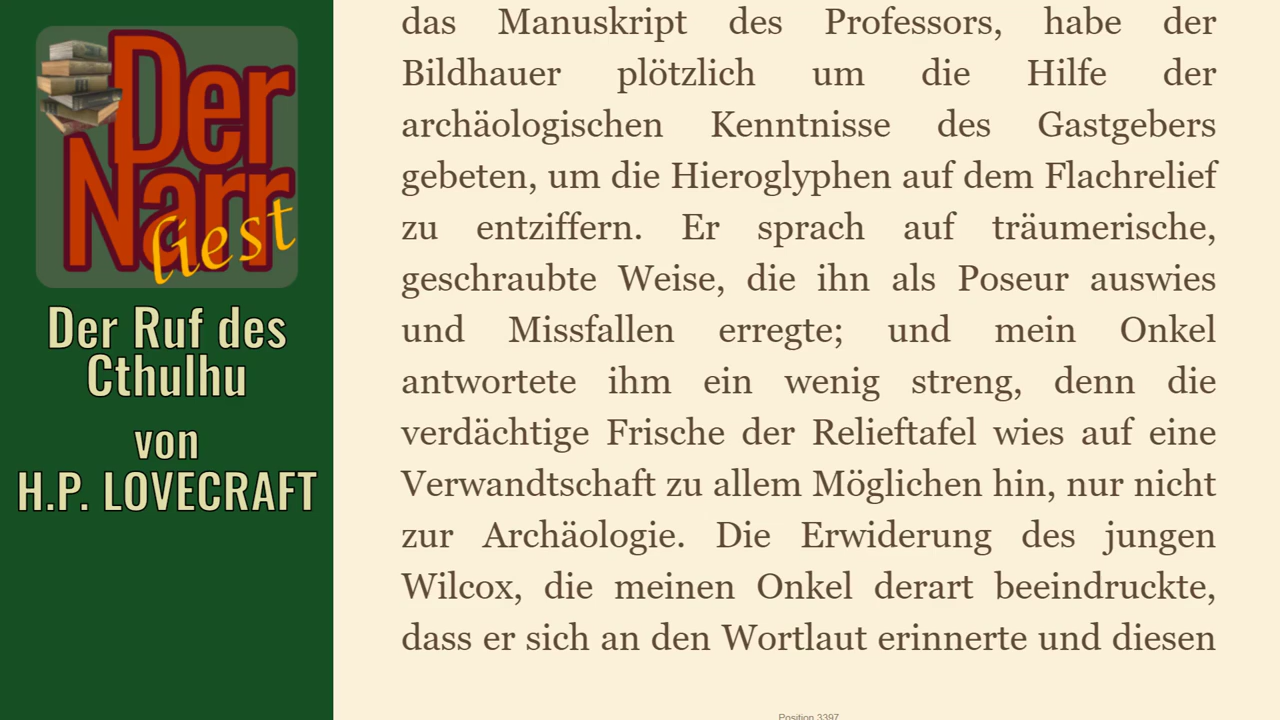 Der
Narr
liest
Der Ruf des
Cthulhu
von
H.P. LOVECRAFT
das Manuskript des Professors, habe der
Bildhauer plötzlich um die Hilfe der
archäologischen Kenntnisse des Gastgebers
gebeten, um die Hieroglyphen auf dem Flachrelief
zu entziffern. Er sprach auf träumerische,
geschraubte Weise, die ihn als Poseur auswies
und Missfallen erregte; und mein Onkel
antwortete ihm ein wenig streng, denn die
verdächtige Frische der Relieftafel wies auf eine
Verwandtschaft zu allem Möglichen hin, nur nicht
zur Archäologie. Die Erwiderung des jungen
Wilcox, die meinen Onkel derart beeindruckte,
dass er sich an den Wortlaut erinnerte und diesen
Position 3397